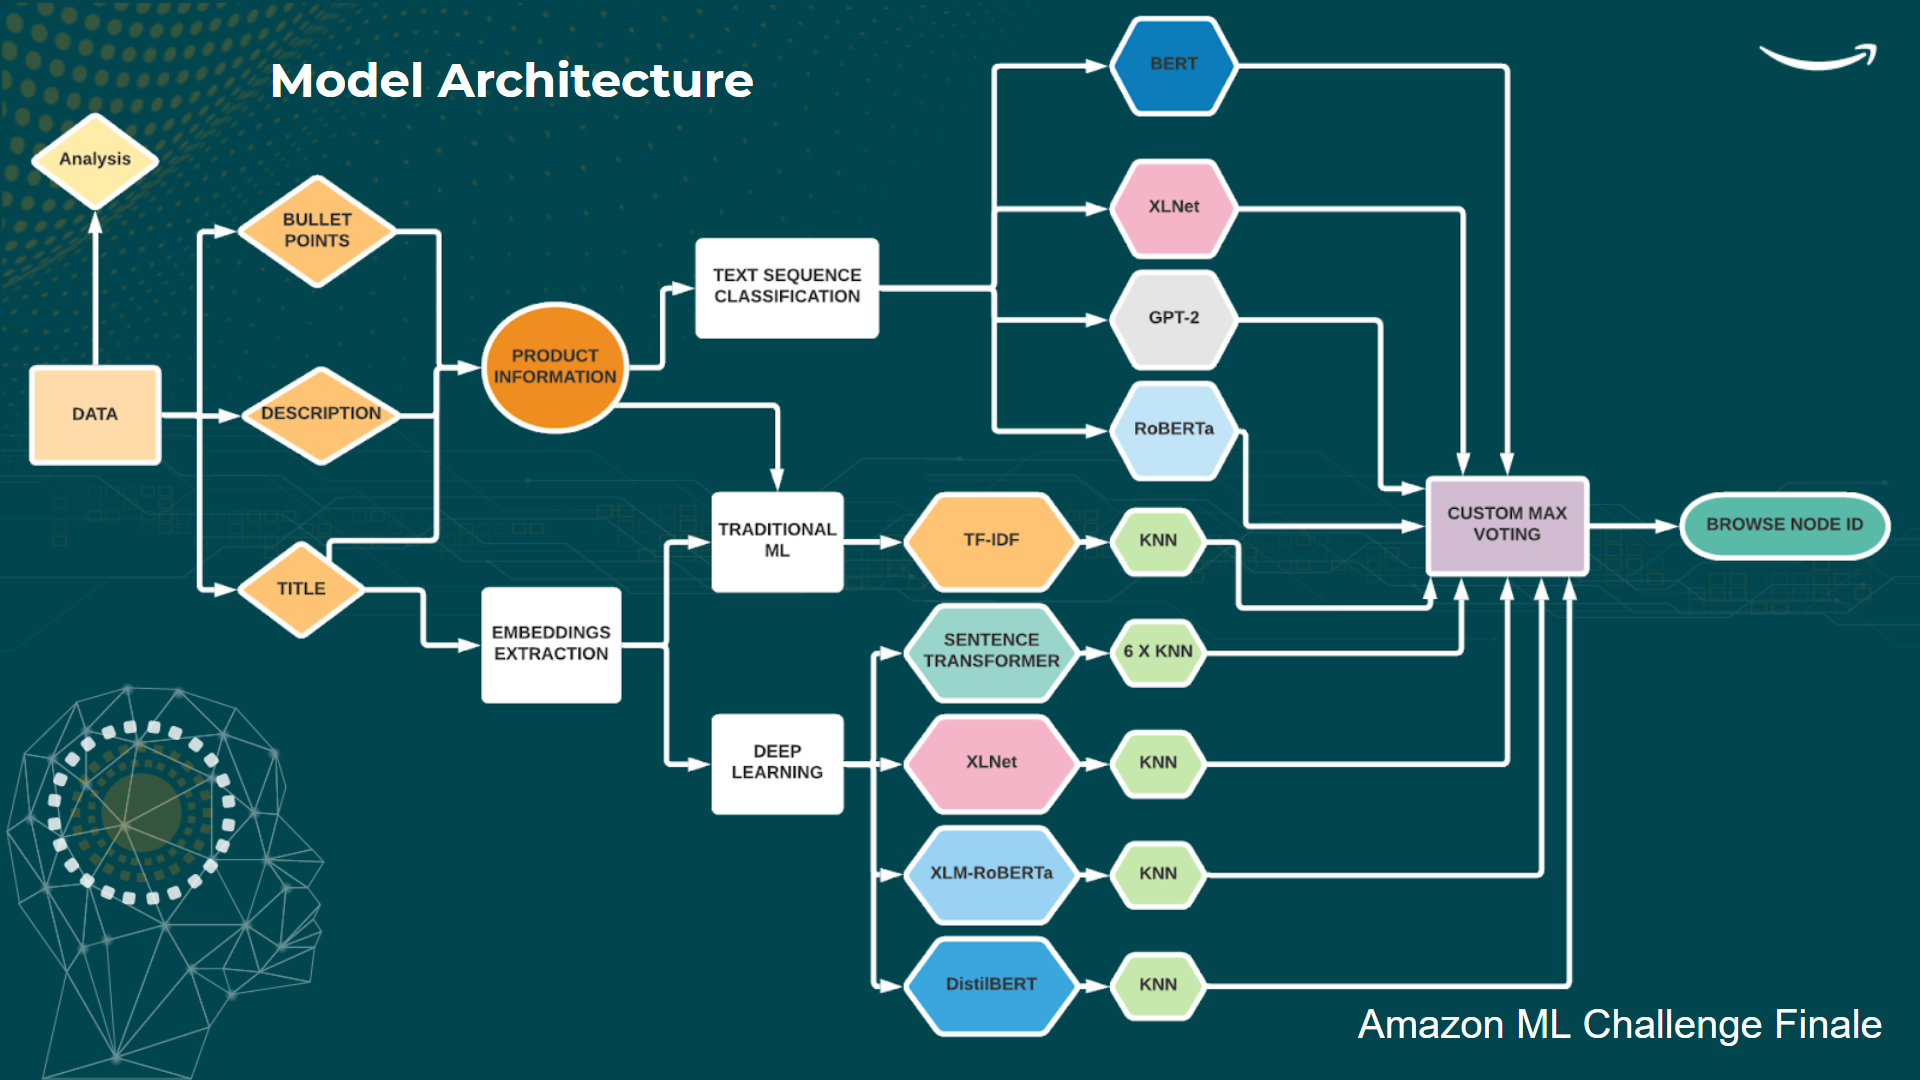 Model Architecture
Analysis
DATA
BULLET
POINTS
DESCRIPTION
TITLE
PRODUCT
INFORMATION
EMBEDDINGS
EXTRACTION
TEXT SEQUENCE
CLASSIFICATION
TRADITIONAL
ML
DEEP
LEARNING
BERT
XLNet
GPT-2
RoBERTa
TF-IDF
KNN
SENTENCE
TRANSFORMER
6 X KNN
XLNet
KNN
XLM-RoBERTa
KNN
DistilBERT
KNN
CUSTOM MAX
VOTING
BROWSE NODE ID
Amazon ML Challenge Finale